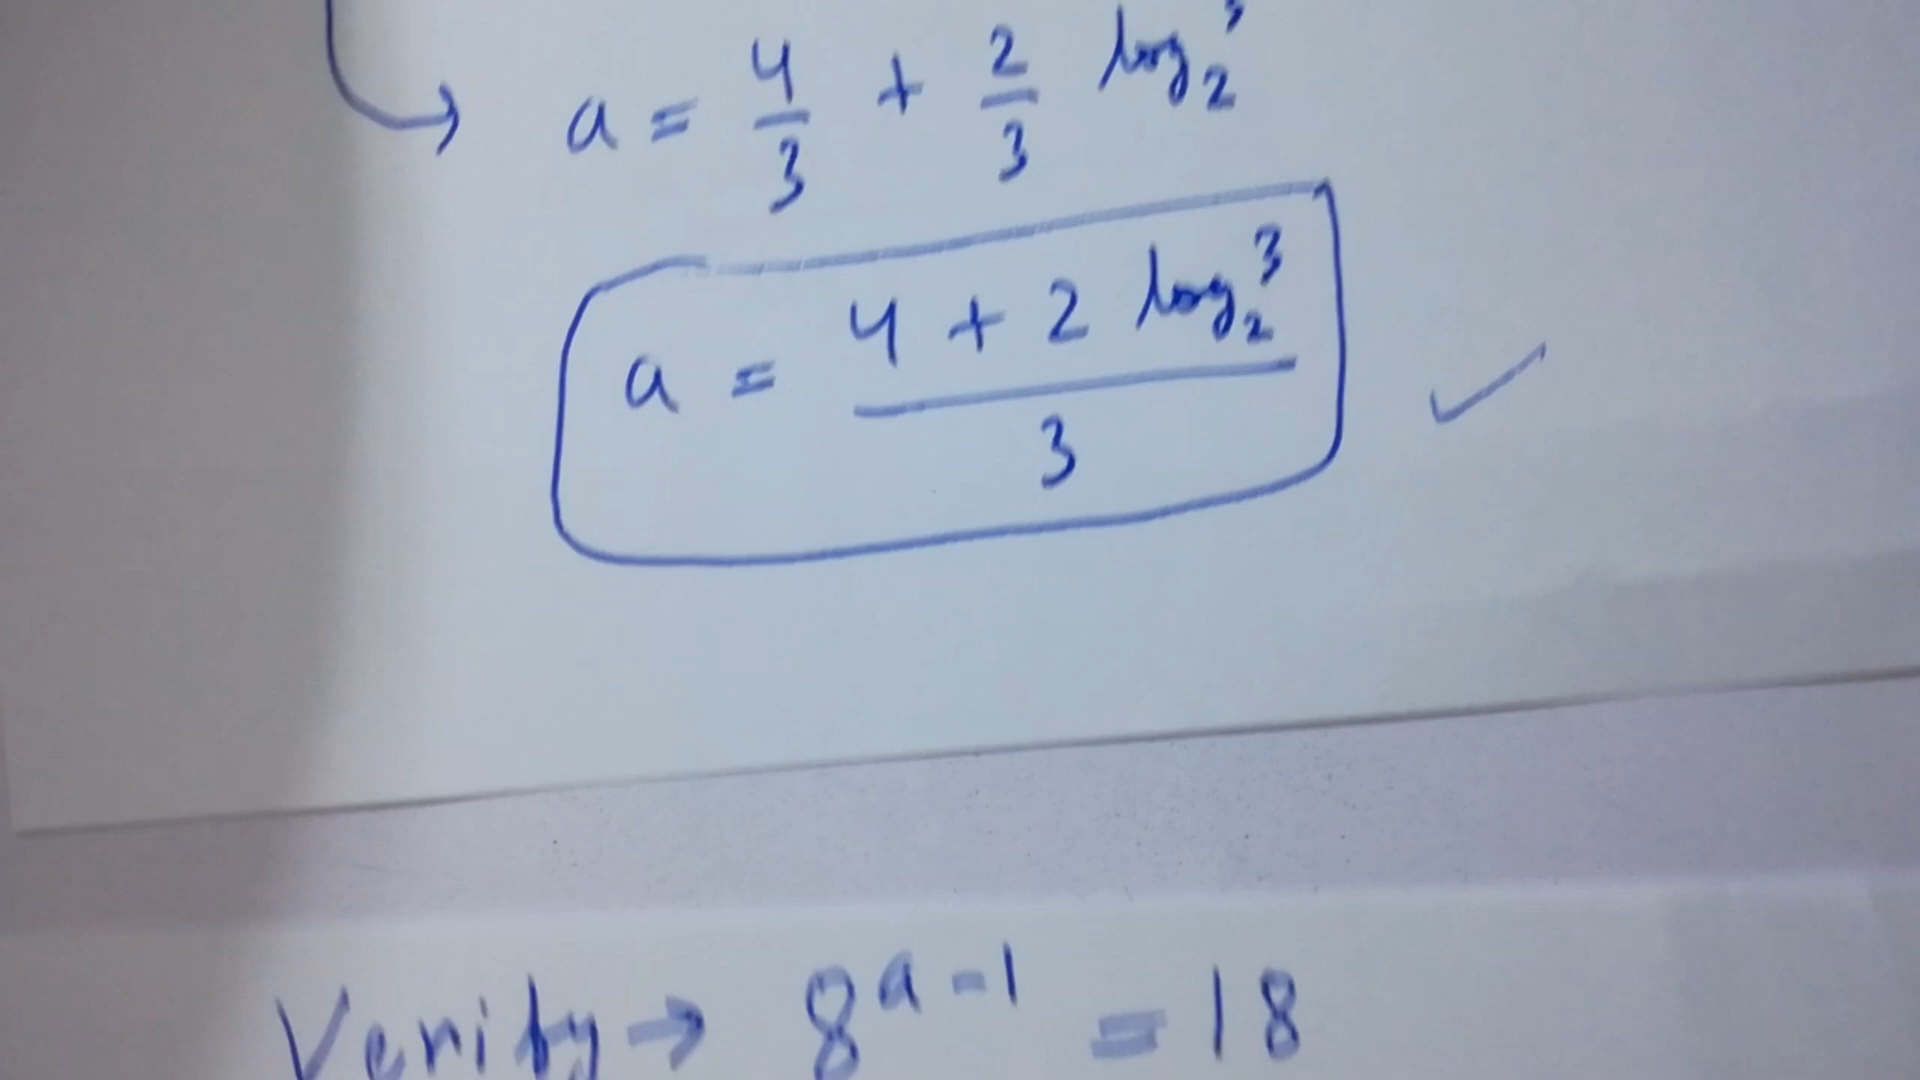 a = 4/3 + 2/3 log₂³
a = (4 + 2 log₂³)/3 ✓
Verify → 8^(a-1) = 18